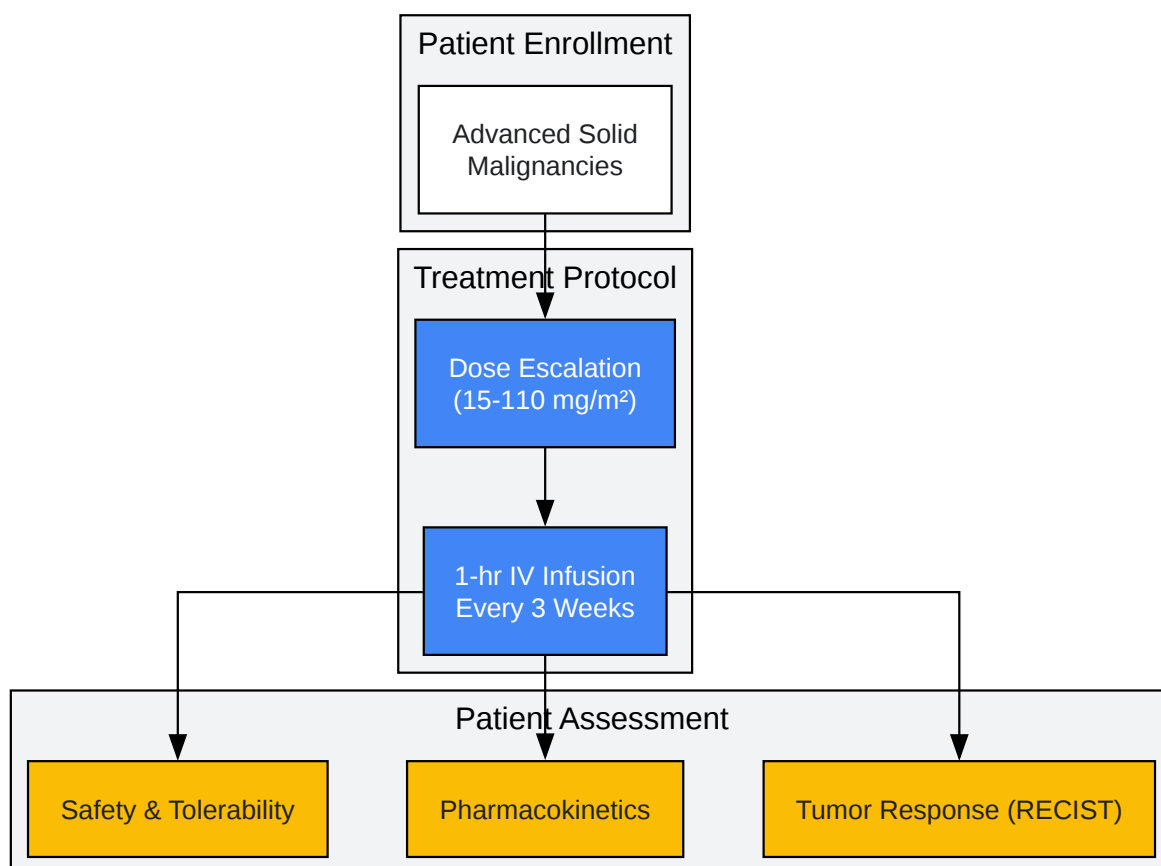 Patient Enrollment
Advanced Solid
Malignancies
Treatment Protocol
Dose Escalation
(15-110 mg/m²)
1-hr IV Infusion
Every 3 Weeks
Patient Assessment
Safety & Tolerability
Pharmacokinetics
Tumor Response (RECIST)